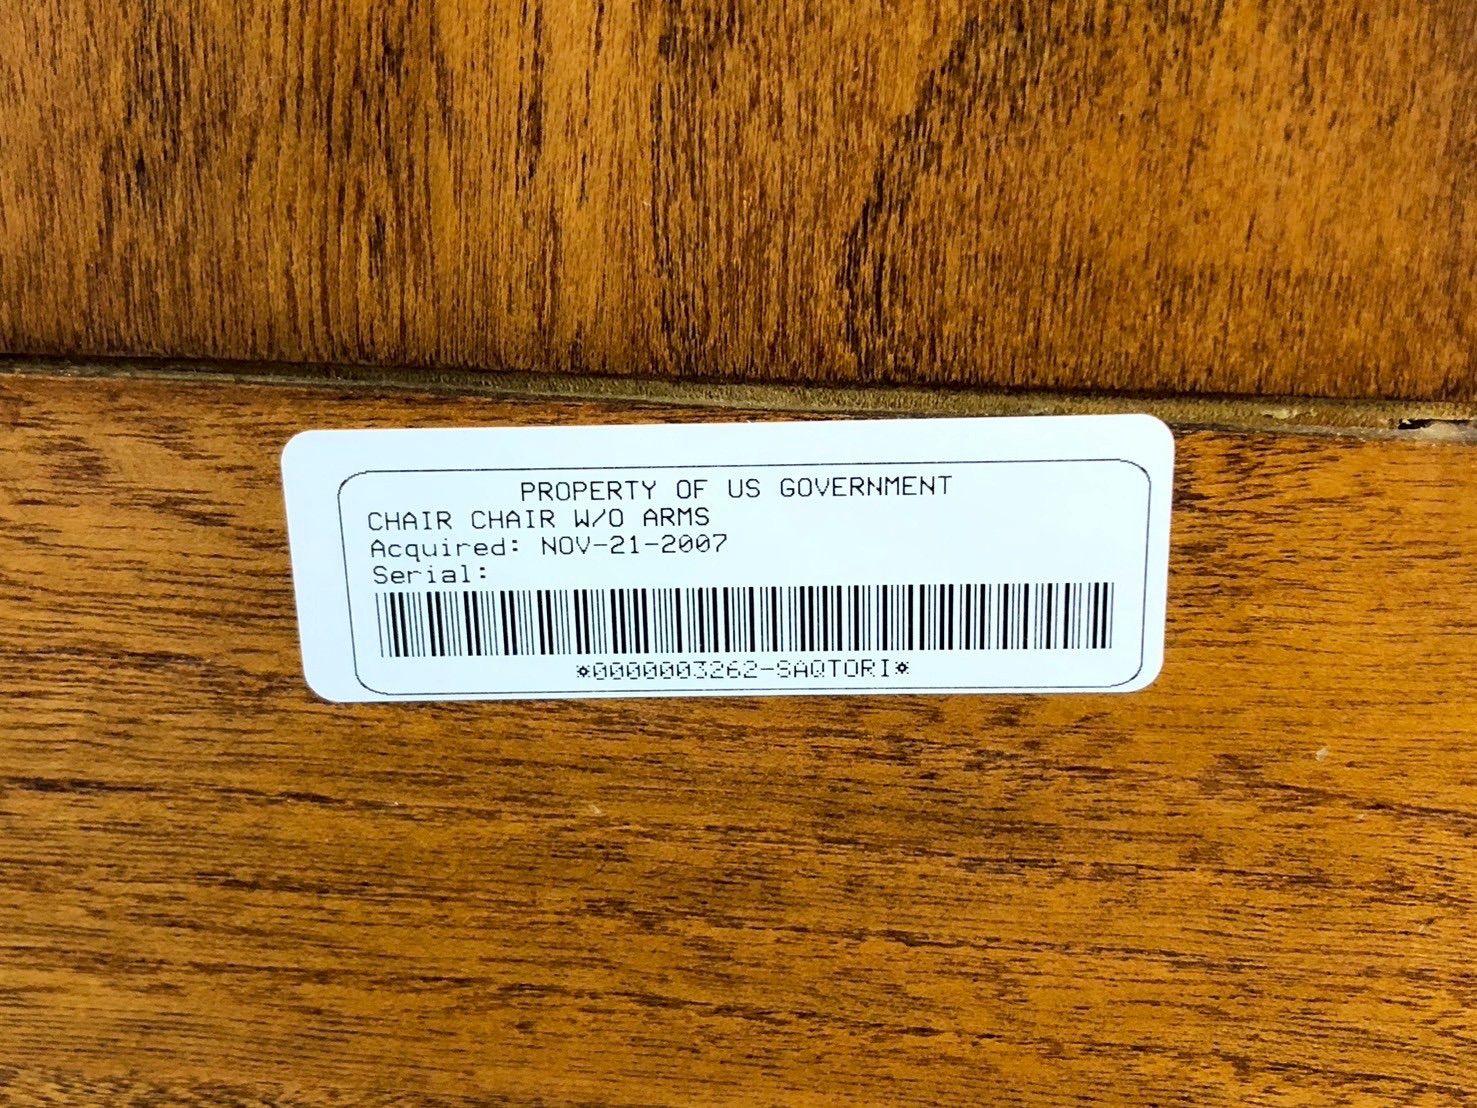 PROPERTY OF US GOVERNMENT
CHAIR CHAIR W/O ARMS
Acquired: NOV-21-2007
Serial:
*0000003262-SAQTORI*